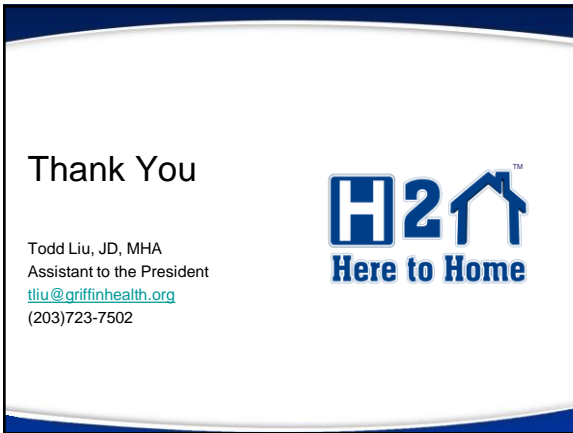 Thank You
Todd Liu, JD, MHA
Assistant to the President
tliu@griffinhealth.org
(203)723-7502
H2
TM
Here to Home